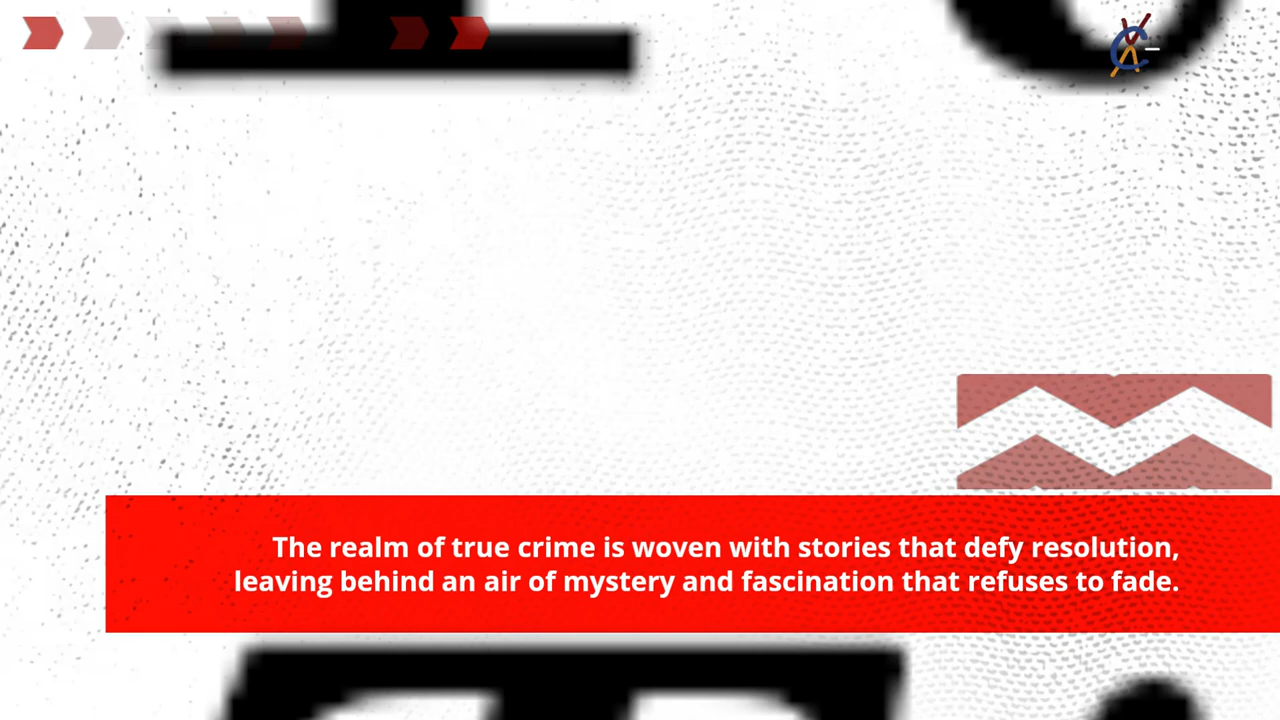 The realm of true crime is woven with stories that defy resolution,
leaving behind an air of mystery and fascination that refuses to fade.